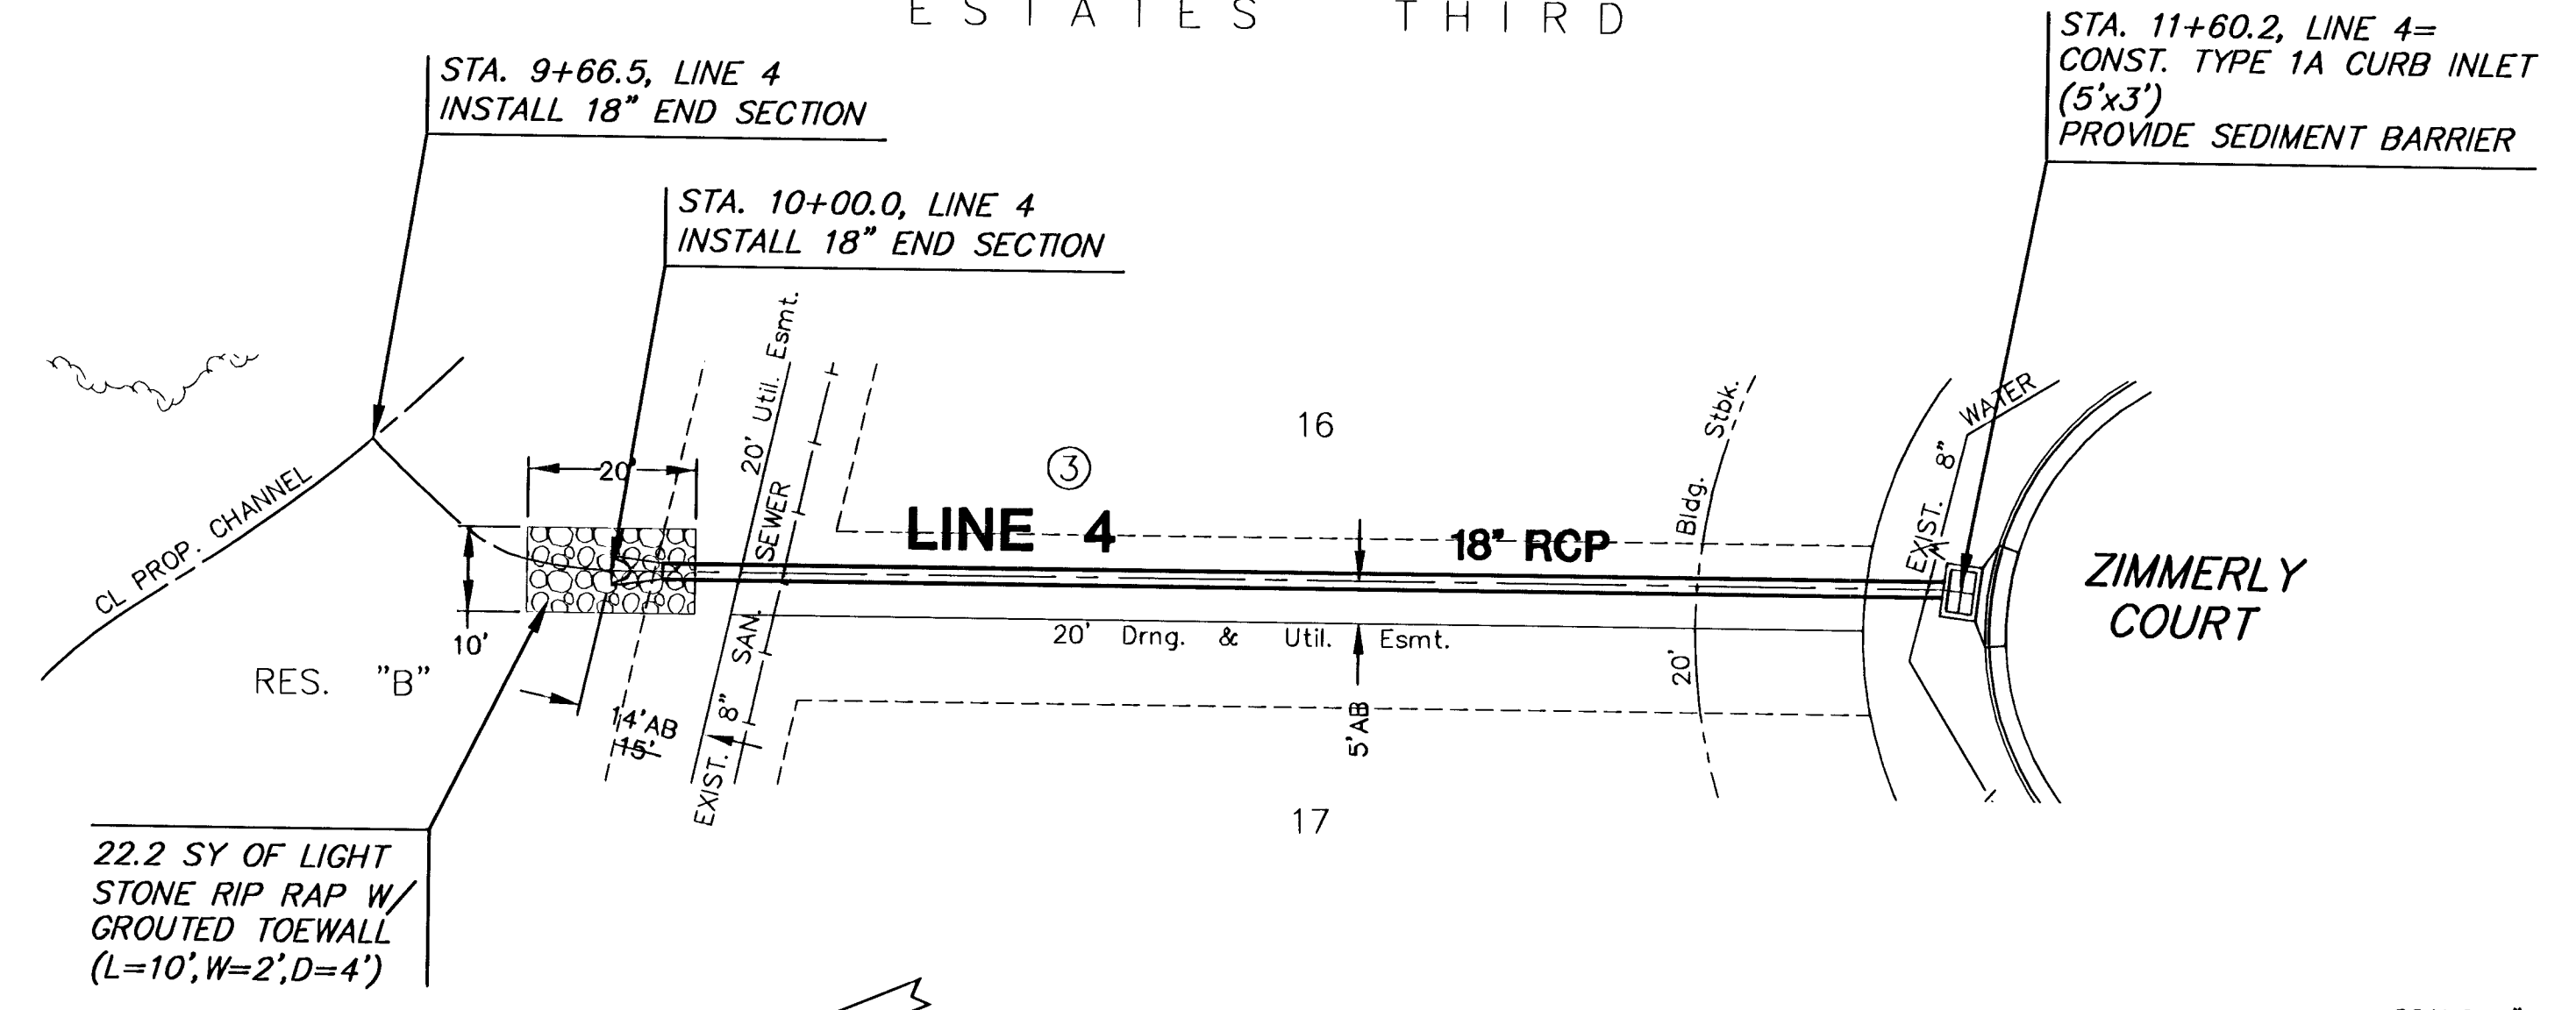 ESTATES THIRD
STA. 11+60.2, LINE 4=
CONST. TYPE 1A CURB INLET
(5'x3')
PROVIDE SEDIMENT BARRIER
STA. 9+66.5, LINE 4
INSTALL 18" END SECTION
STA. 10+00.0, LINE 4
INSTALL 18" END SECTION
20' Util. Esmt.
16
3
Bldg. Stbk.
EXIST. 8" WATER
20'
CL PROP. CHANNEL
LINE 4
18" RCP
ZIMMERLY
COURT
10'
20' Drng. & Util. Esmt.
RES. "B"
EXIST. 8" SAN. SEWER
20'
14'AB
15'
5'AB
17
22.2 SY OF LIGHT
STONE RIP RAP W/
GROUTED TOEWALL
(L=10',W=2',D=4')